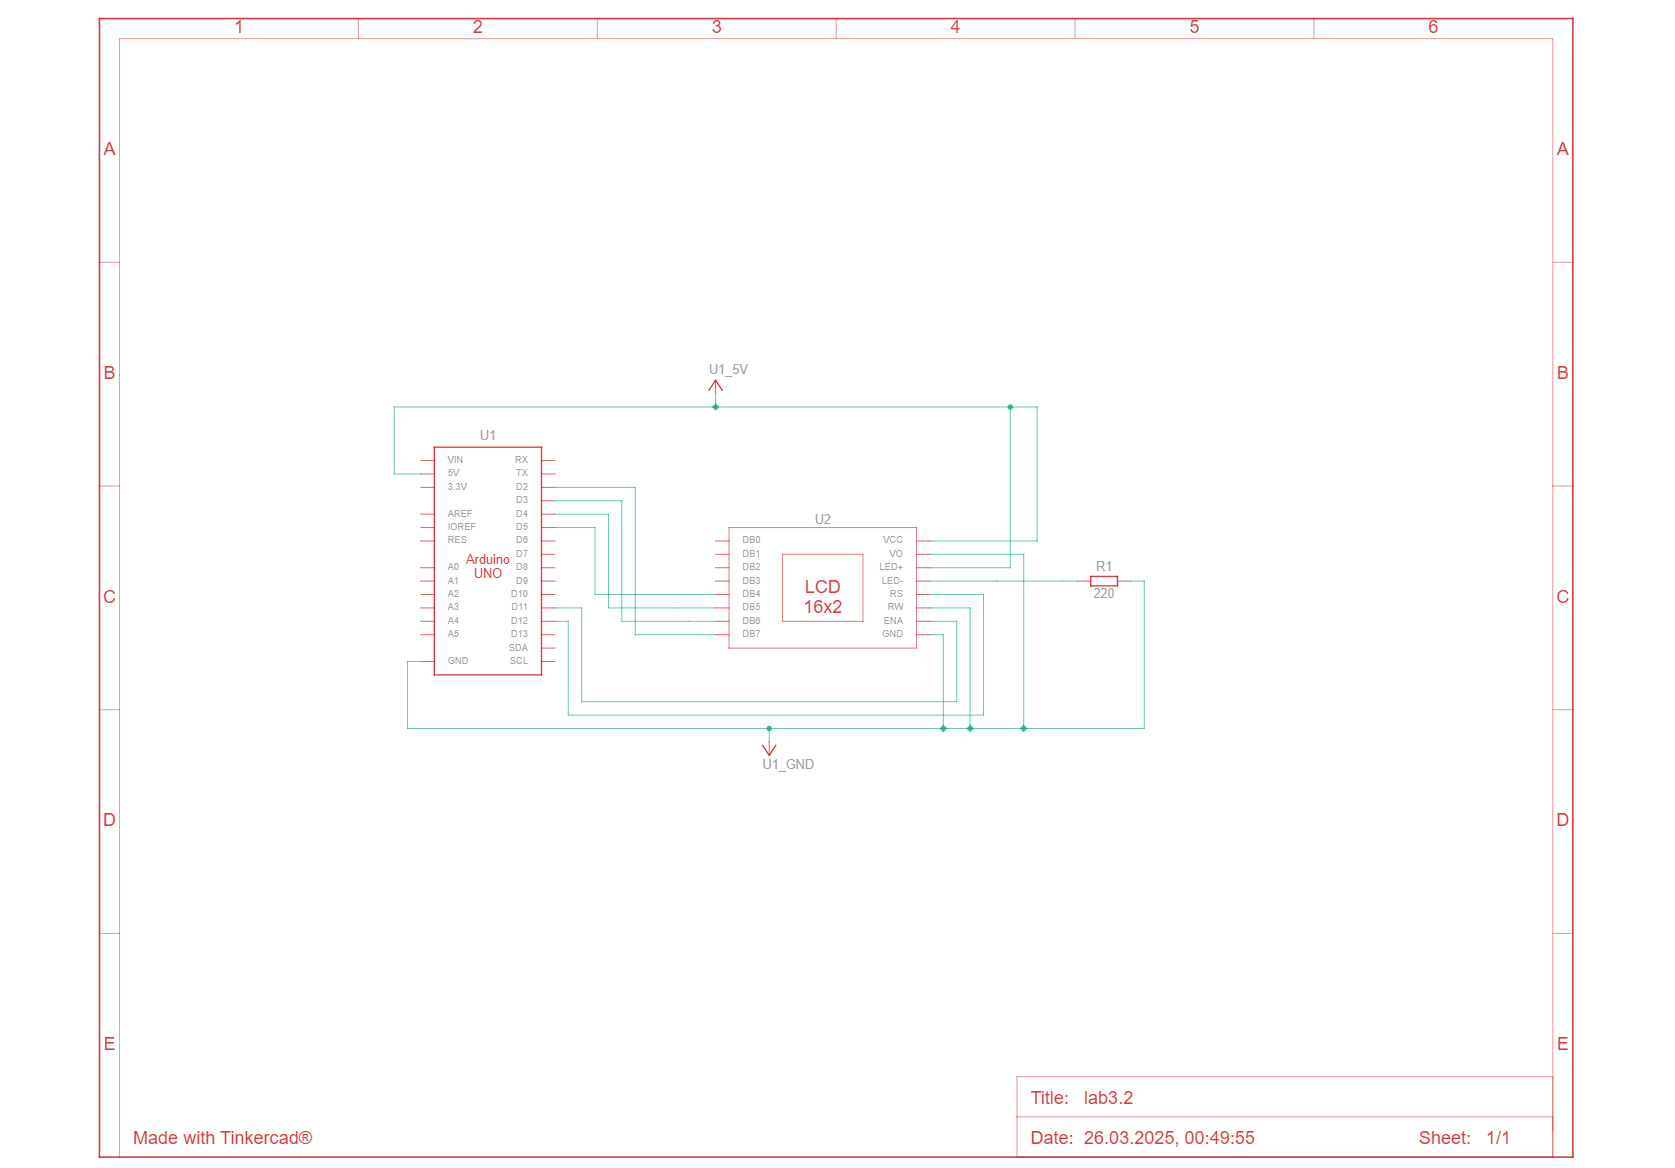 1 2 3 4 5 6
A A
B B
C C
D D
E E
U1_5V
U1
VIN RX
5V TX
3.3V D2
D3
AREF D4
IOREF D5
RES D6
D7
Arduino
UNO
A0 D8
A1 D9
A2 D10
A3 D11
A4 D12
A5 D13
SDA
GND SCL
U2
DB0 VCC
DB1 VO
DB2 LED+
DB3 LED-
DB4 RS
DB5 RW
DB6 ENA
DB7 GND
LCD
16x2
R1
220
U1_GND
Title: lab3.2
Made with Tinkercad®
Date: 26.03.2025, 00:49:55 Sheet: 1/1